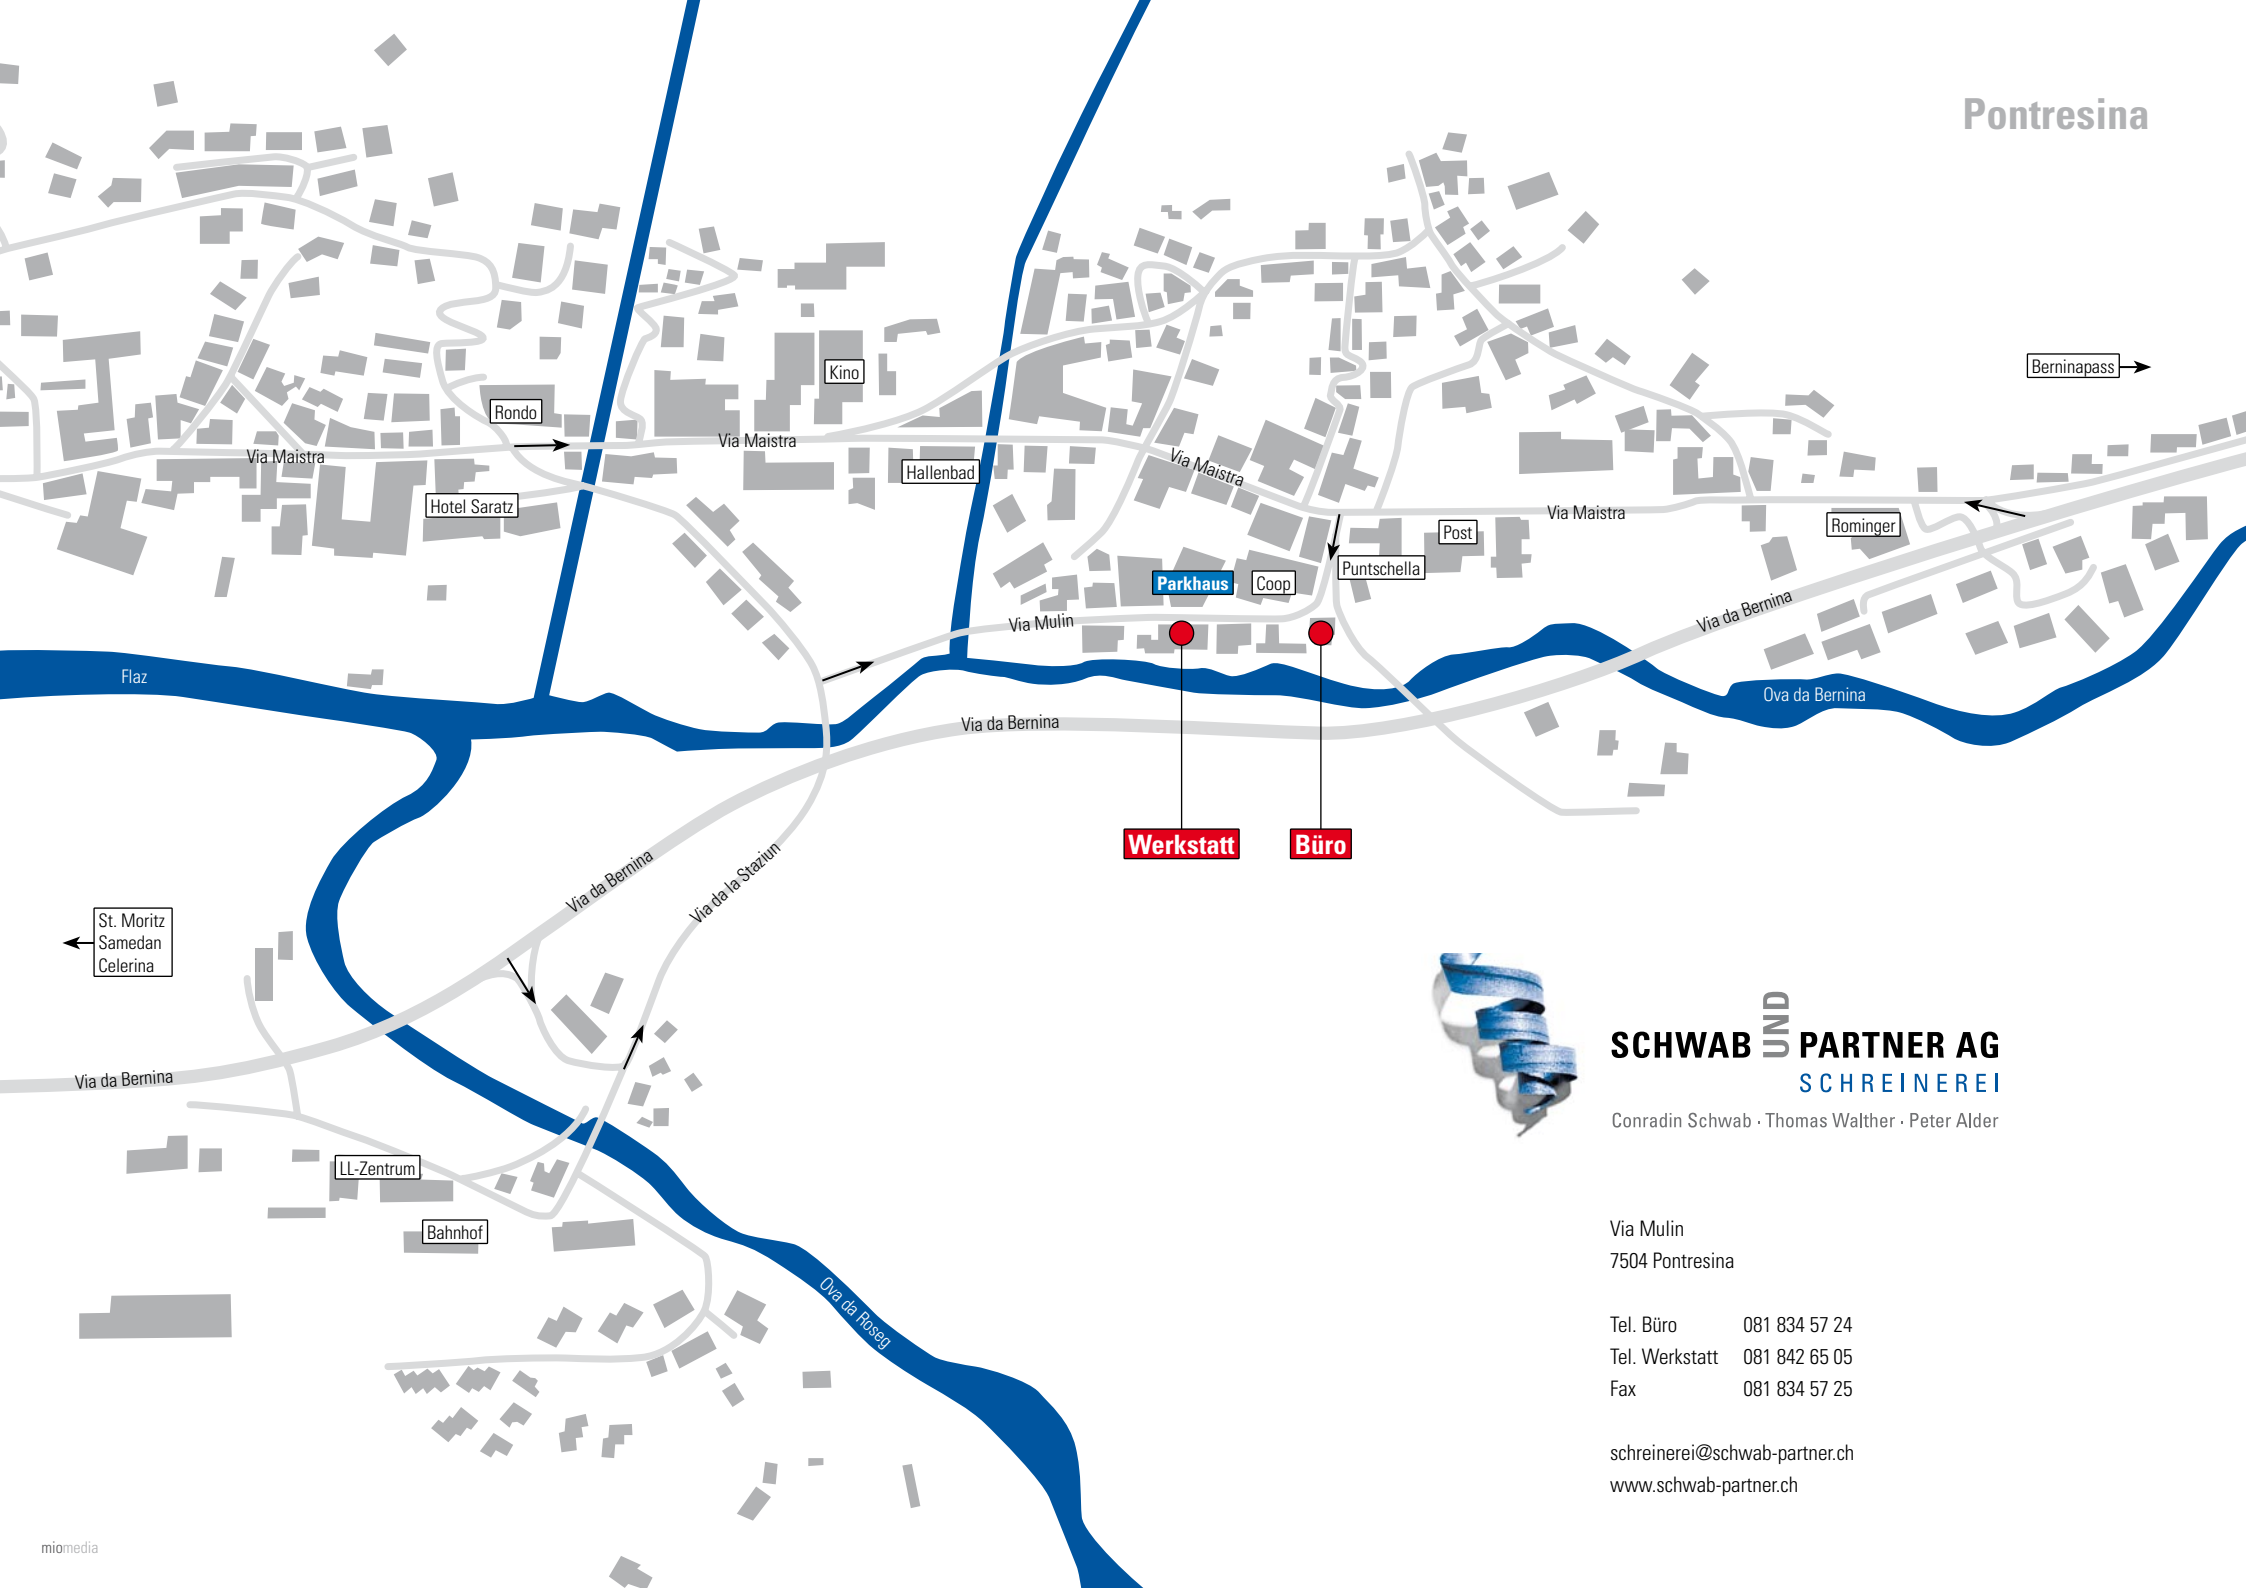 Pontresina
Berninapass
Kino
Rondo
Via Maistra
Via Maistra
Hallenbad
Via Maistra
Hotel Saratz
Via Maistra
Post
Rominger
Puntschella
Parkhaus
Coop
Via Mulin
Via da Bernina
Flaz
Ova da Bernina
Via da Bernina
Werkstatt
Büro
Via da Bernina
Via da la Staziun
St. Moritz
Samedan
Celerina
Via da Bernina
LL-Zentrum
Bahnhof
Ova da Roseg
SCHWAB UND PARTNER AG
SCHREINEREI
Conradin Schwab · Thomas Walther · Peter Alder
Via Mulin
7504 Pontresina
Tel. Büro 081 834 57 24
Tel. Werkstatt 081 842 65 05
Fax 081 834 57 25
schreinerei@schwab-partner.ch
www.schwab-partner.ch
miomedia